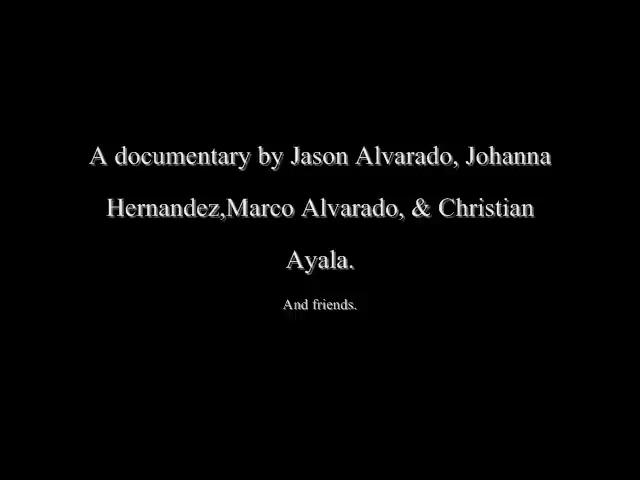 A documentary by Jason Alvarado, Johanna
Hernandez,Marco Alvarado, & Christian
Ayala.
And friends.